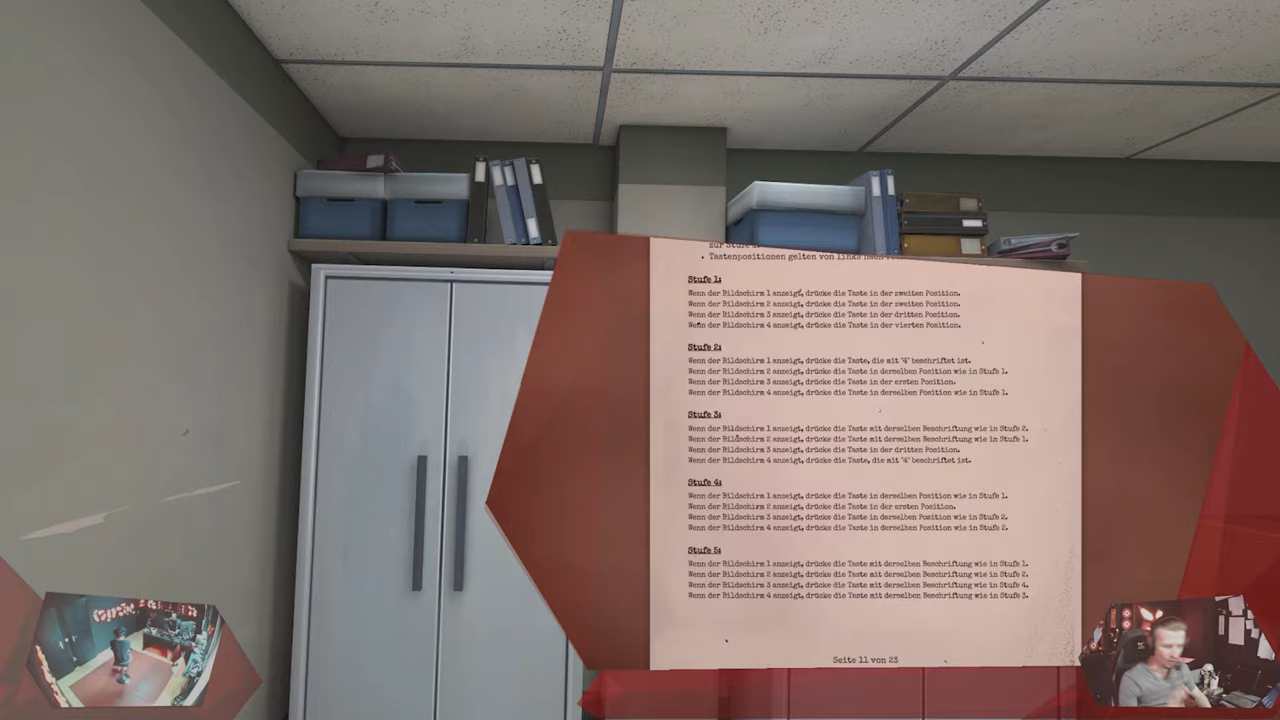 zur Stufe
• Tastenpositionen gelten von links nach
Stufe 1:
Wenn der Bildschirm 1 anzeigt, drücke die Taste in der zweiten Position.
Wenn der Bildschirm 2 anzeigt, drücke die Taste in der zweiten Position.
Wenn der Bildschirm 3 anzeigt, drücke die Taste in der dritten Position.
Wenn der Bildschirm 4 anzeigt, drücke die Taste in der vierten Position.
Stufe 2:
Wenn der Bildschirm 1 anzeigt, drücke die Taste, die mit "4" beschriftet ist.
Wenn der Bildschirm 2 anzeigt, drücke die Taste in derselben Position wie in Stufe 1.
Wenn der Bildschirm 3 anzeigt, drücke die Taste in der ersten Position.
Wenn der Bildschirm 4 anzeigt, drücke die Taste in derselben Position wie in Stufe 1.
Stufe 3:
Wenn der Bildschirm 1 anzeigt, drücke die Taste mit derselben Beschriftung wie in Stufe 2.
Wenn der Bildschirm 2 anzeigt, drücke die Taste mit derselben Beschriftung wie in Stufe 1.
Wenn der Bildschirm 3 anzeigt, drücke die Taste in der dritten Position.
Wenn der Bildschirm 4 anzeigt, drücke die Taste, die mit "4" beschriftet ist.
Stufe 4:
Wenn der Bildschirm 1 anzeigt, drücke die Taste in derselben Position wie in Stufe 1.
Wenn der Bildschirm 2 anzeigt, drücke die Taste in der ersten Position.
Wenn der Bildschirm 3 anzeigt, drücke die Taste in derselben Position wie in Stufe 2.
Wenn der Bildschirm 4 anzeigt, drücke die Taste in derselben Position wie in Stufe 2.
Stufe 5:
Wenn der Bildschirm 1 anzeigt, drücke die Taste mit derselben Beschriftung wie in Stufe 1.
Wenn der Bildschirm 2 anzeigt, drücke die Taste mit derselben Beschriftung wie in Stufe 2.
Wenn der Bildschirm 3 anzeigt, drücke die Taste mit derselben Beschriftung wie in Stufe 4.
Wenn der Bildschirm 4 anzeigt, drücke die Taste mit derselben Beschriftung wie in Stufe 3.
Seite 11 von 23